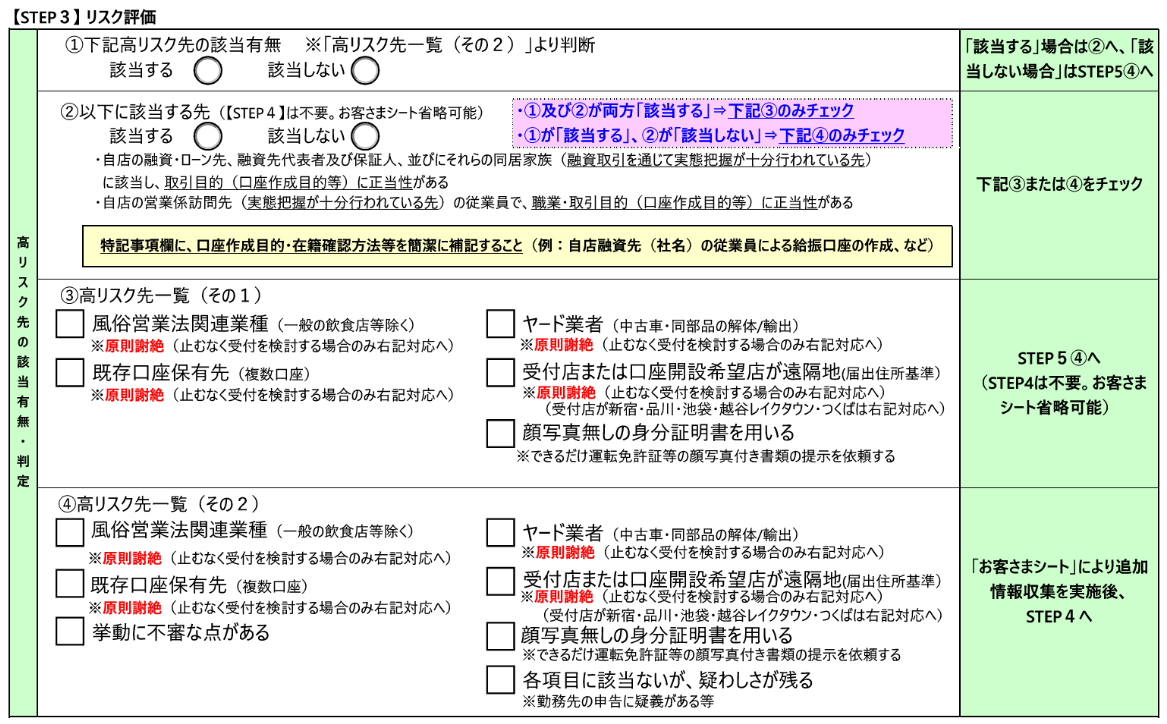 【STEP３】リスク評価
高リスク先の該当有無・判定
①下記高リスク先の該当有無　※「高リスク先一覧（その２）」より判断
該当する　該当しない
「該当する」場合は②へ、「該
当しない場合」はSTEP5④へ
②以下に該当する先（【STEP４】は不要。お客さまシート省略可能）
該当する　該当しない
・①及び②が両方「該当する」⇒下記③のみチェック
・①が「該当する」、②が「該当しない」⇒下記④のみチェック
・自店の融資・ローン先、融資先代表者及び保証人、並びにそれらの同居家族（融資取引を通じて実態把握が十分行われている先）
に該当し、取引目的（口座作成目的等）に正当性がある
・自店の営業係訪問先（実態把握が十分行われている先）の従業員で、職業・取引目的（口座作成目的等）に正当性がある
特記事項欄に、口座作成目的・在籍確認方法等を簡潔に補記すること（例：自店融資先（社名）の従業員による給振口座の作成、など）
下記③または④をチェック
③高リスク先一覧（その１）
風俗営業法関連業種（一般の飲食店等除く）
※原則謝絶（止むなく受付を検討する場合のみ右記対応へ）
既存口座保有先（複数口座）
※原則謝絶（止むなく受付を検討する場合のみ右記対応へ）
ヤード業者（中古車・同部品の解体/輸出）
※原則謝絶（止むなく受付を検討する場合のみ右記対応へ）
受付店または口座開設希望店が遠隔地(届出住所基準）
※原則謝絶（止むなく受付を検討する場合のみ右記対応へ）
（受付店が新宿・品川・池袋・越谷レイクタウン・つくばは右記対応へ）
顔写真無しの身分証明書を用いる
※できるだけ運転免許証等の顔写真付き書類の提示を依頼する
STEP５④へ
（STEP4は不要。お客さま
シート省略可能）
④高リスク先一覧（その２）
風俗営業法関連業種（一般の飲食店等除く）
※原則謝絶（止むなく受付を検討する場合のみ右記対応へ）
既存口座保有先（複数口座）
※原則謝絶（止むなく受付を検討する場合のみ右記対応へ）
挙動に不審な点がある
ヤード業者（中古車・同部品の解体/輸出）
※原則謝絶（止むなく受付を検討する場合のみ右記対応へ）
受付店または口座開設希望店が遠隔地(届出住所基準）
※原則謝絶（止むなく受付を検討する場合のみ右記対応へ）
（受付店が新宿・品川・池袋・越谷レイクタウン・つくばは右記対応へ）
顔写真無しの身分証明書を用いる
※できるだけ運転免許証等の顔写真付き書類の提示を依頼する
各項目に該当ないが、疑わしさが残る
※勤務先の申告に疑義がある等
「お客さまシート」により追加
情報収集を実施後、
STEP４へ